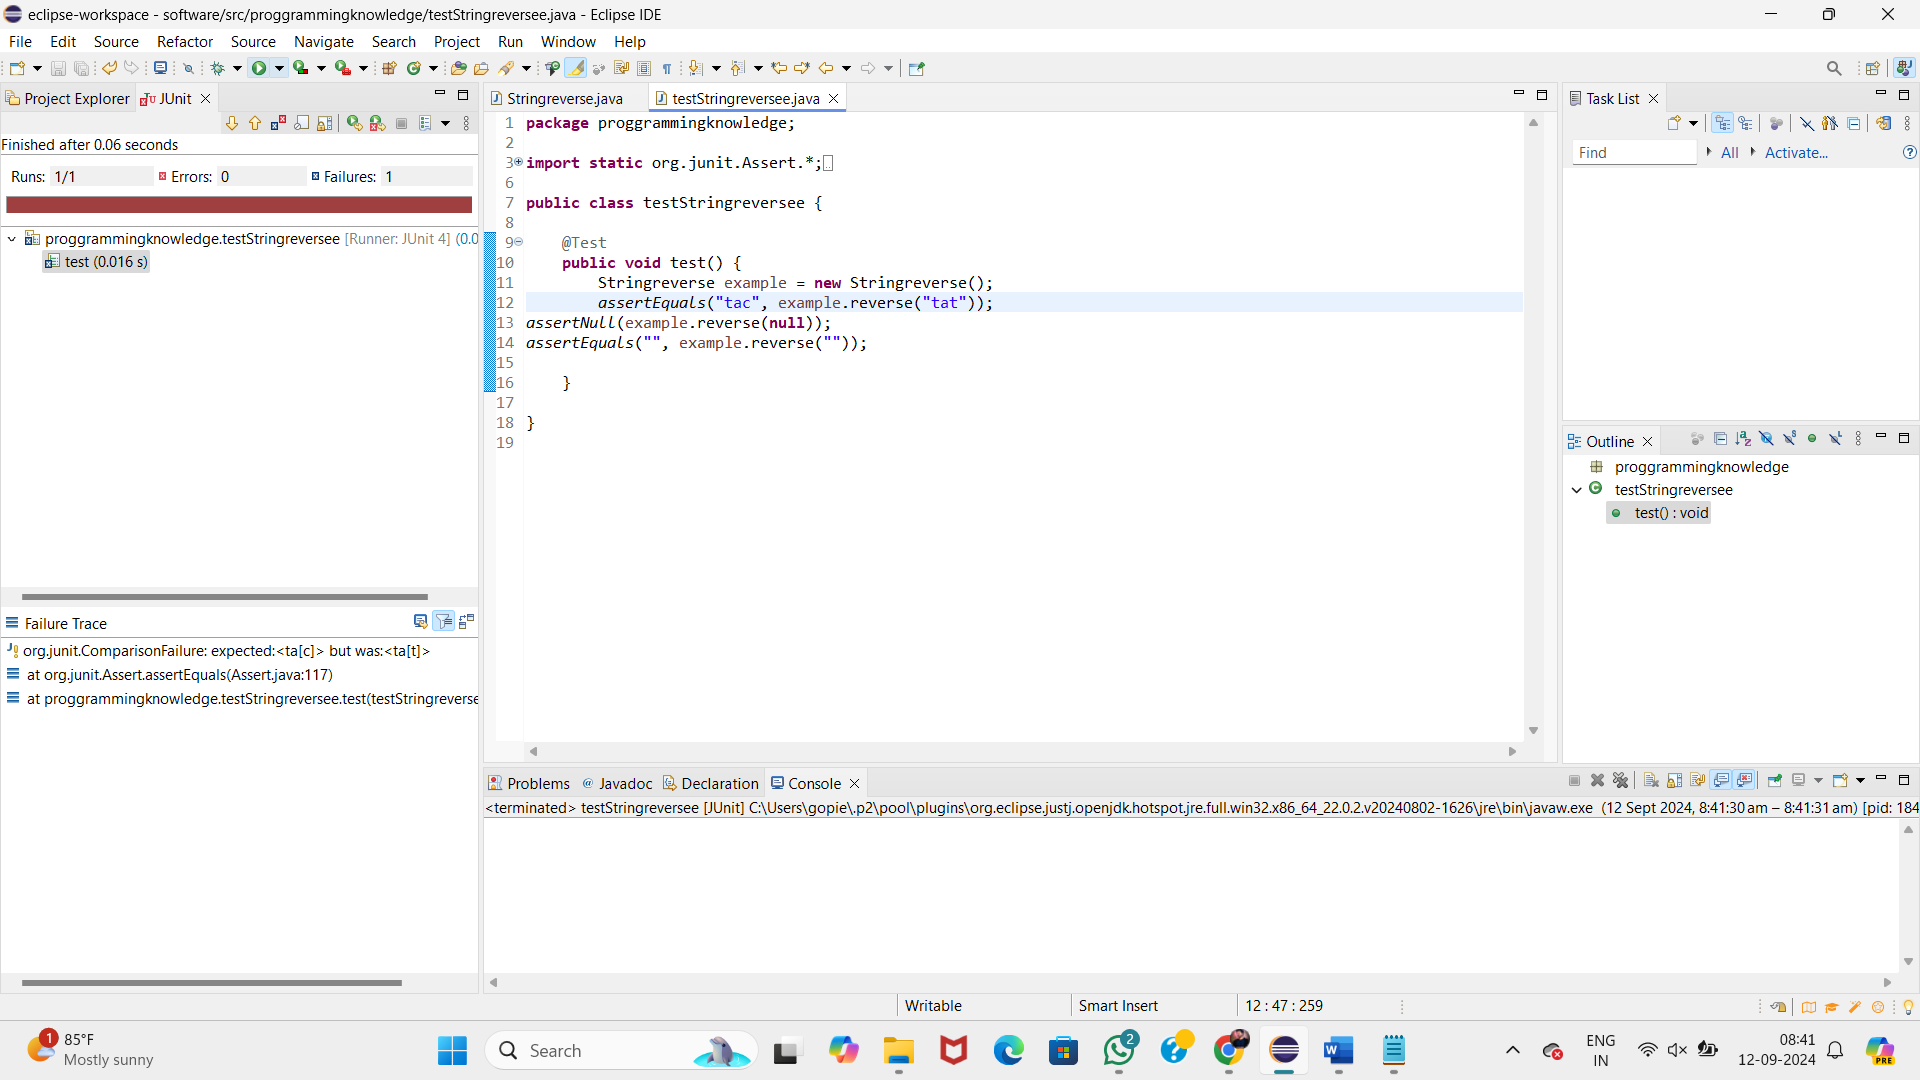 eclipse-workspace - software/src/proggrammingknowledge/testStringreversee.java - Eclipse IDE
File Edit Source Refactor Source Navigate Search Project Run Window Help
Project Explorer JUnit
Finished after 0.06 seconds
Runs: 1/1 Errors: 0 Failures: 1
proggrammingknowledge.testStringreversee [Runner: JUnit 4] (0.0
test (0.016 s)
Failure Trace
org.junit.ComparisonFailure: expected:<ta[c]> but was:<ta[t]>
at org.junit.Assert.assertEquals(Assert.java:117)
at proggrammingknowledge.testStringreversee.test(testStringreverse
Stringreverse.java testStringreversee.java
1 package proggrammingknowledge;
2
3 import static org.junit.Assert.*;
6
7 public class testStringreversee {
8
9 @Test
10 public void test() {
11 Stringreverse example = new Stringreverse();
12 assertEquals("tac", example.reverse("tat"));
13 assertNull(example.reverse(null));
14 assertEquals("", example.reverse(""));
15
16 }
17
18 }
19
Task List
Find All Activate...
Outline
proggrammingknowledge
testStringreversee
test() : void
Problems Javadoc Declaration Console
<terminated> testStringreversee [JUnit] C:\Users\gopie\.p2\pool\plugins\org.eclipse.justj.openjdk.hotspot.jre.full.win32.x86_64_22.0.2.v20240802-1626\jre\bin\javaw.exe (12 Sept 2024, 8:41:30 am – 8:41:31 am) [pid: 184
Writable Smart Insert 12 : 47 : 259
1
85°F
Mostly sunny
Search
2
ENG
IN
08:41
12-09-2024
PRE